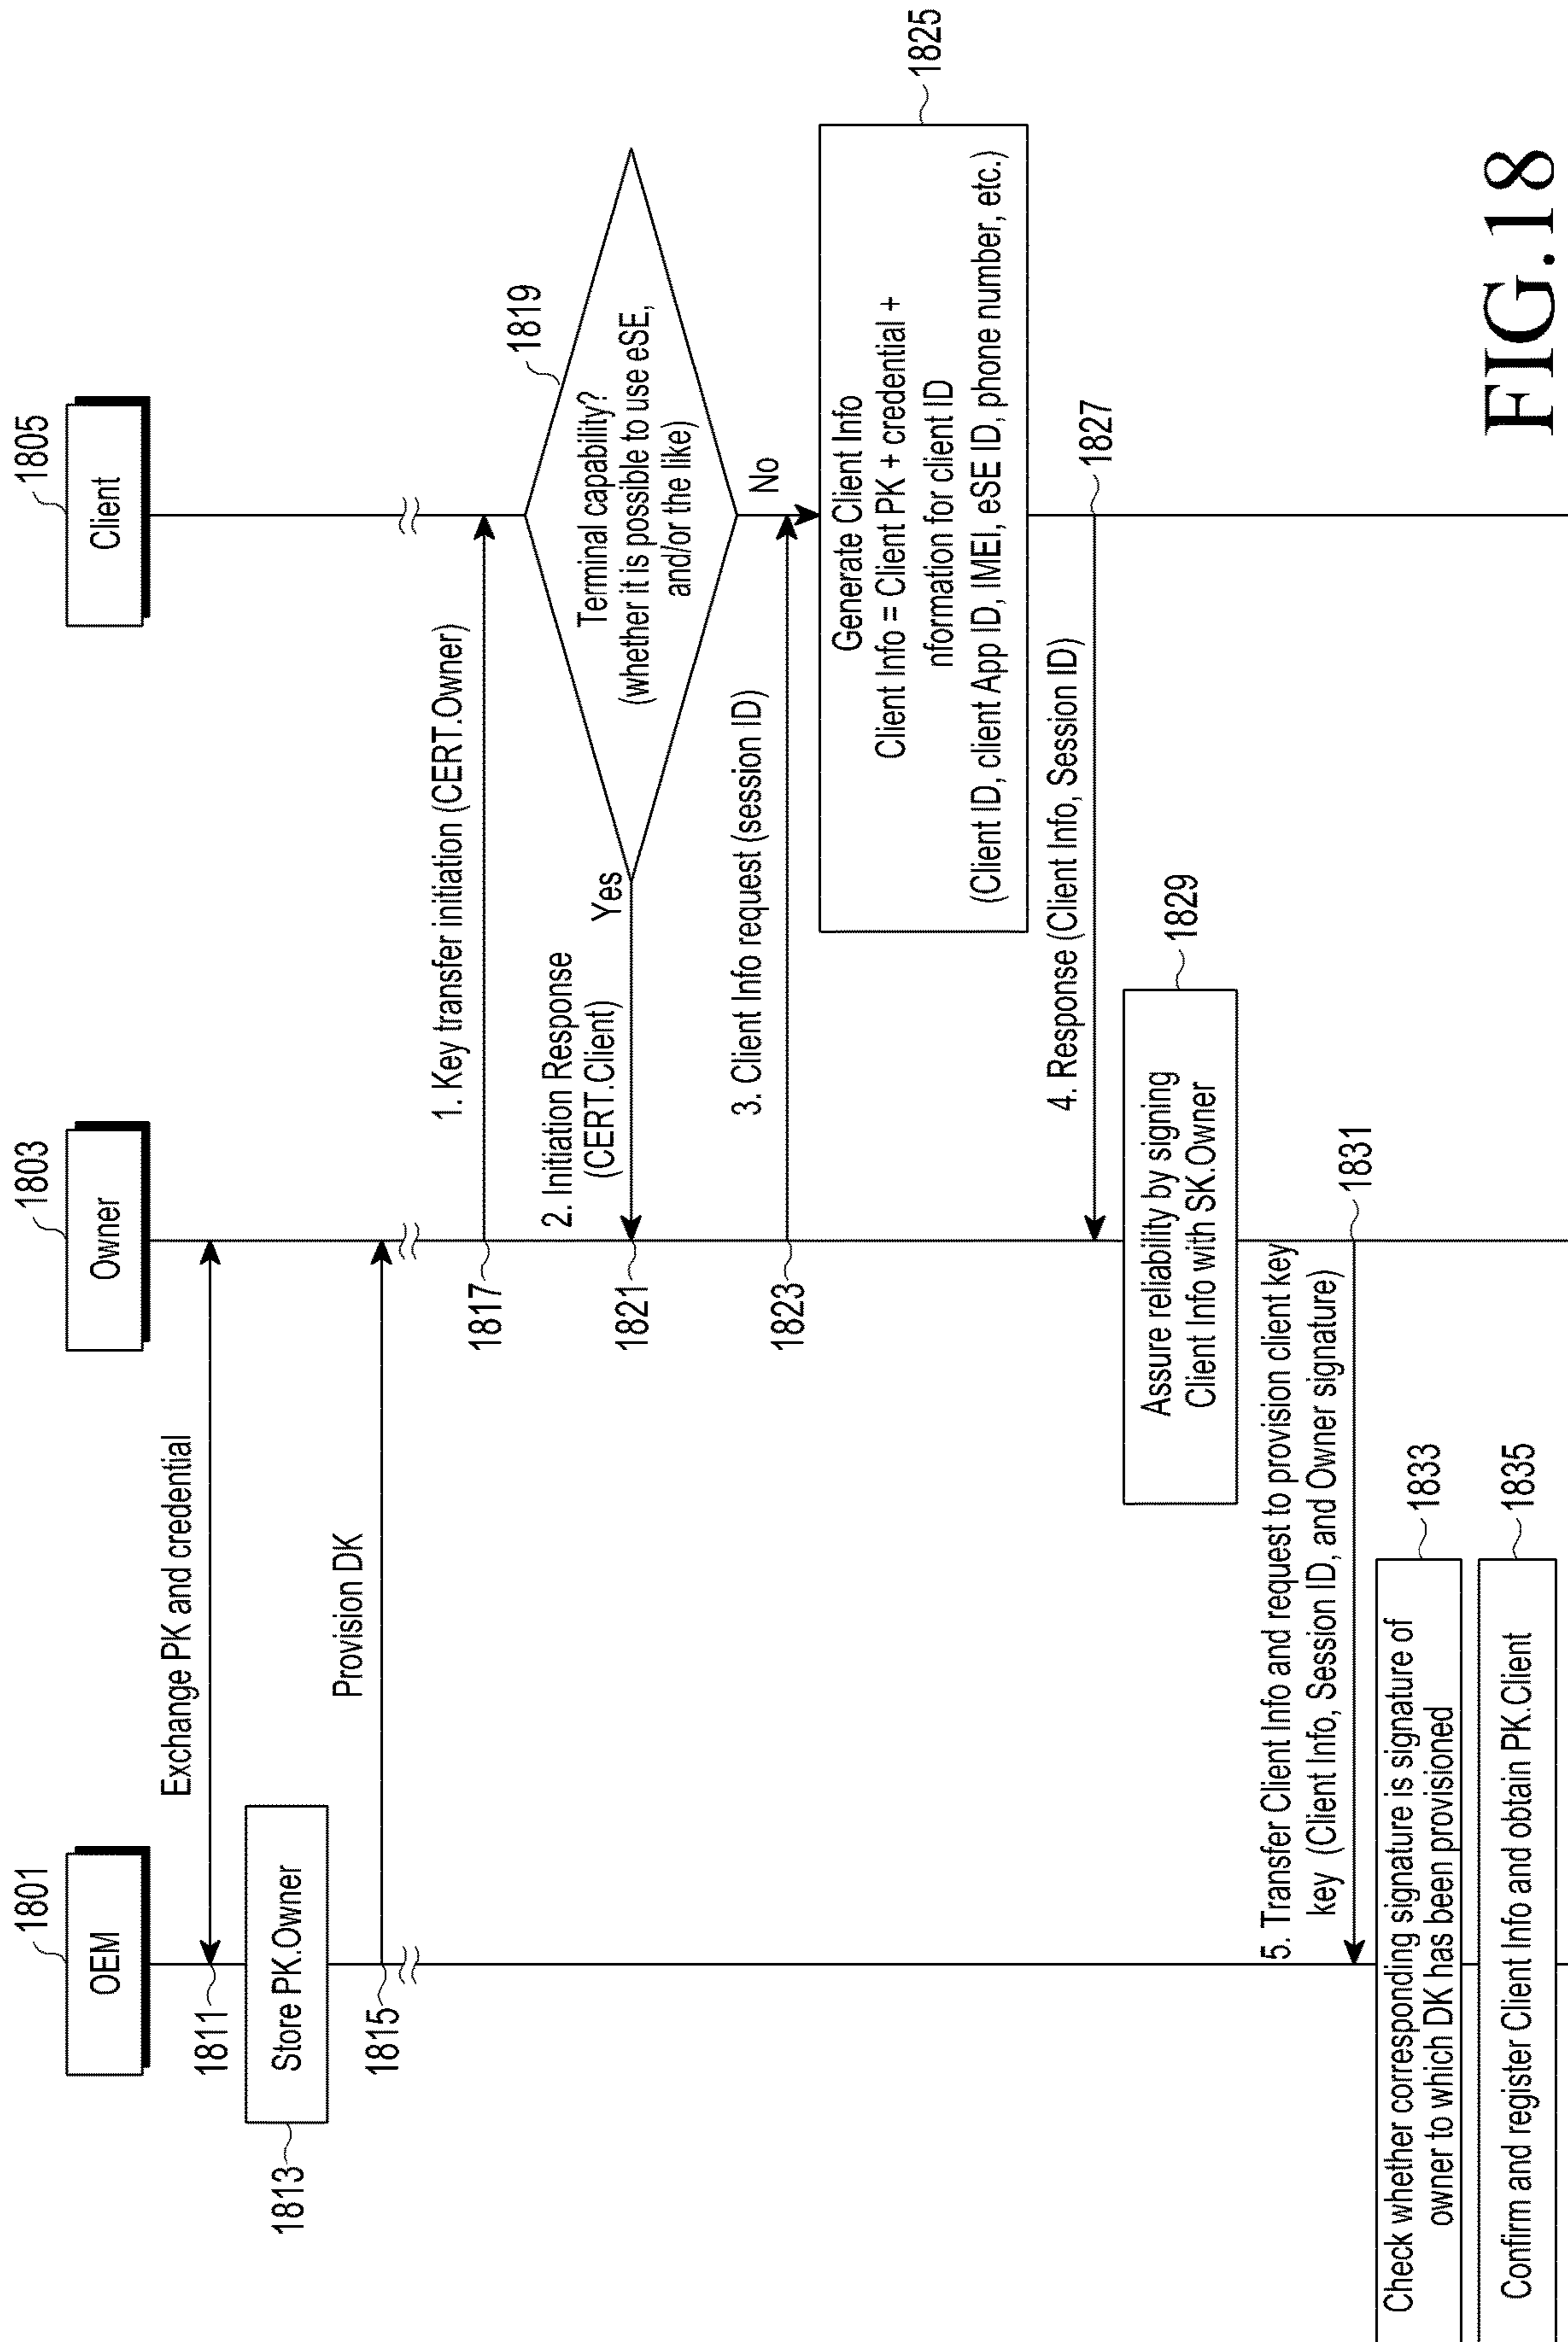 1801
OEM
1803
Owner
1805
Client
1811
Exchange PK and credential
1813
Store PK.Owner
1815
Provision DK
1817
1. Key transfer initiation (CERT.Owner)
1819
Terminal capability?
(whether it is possible to use eSE,
and/or the like)
Yes
No
1821
2. Initiation Response
(CERT.Client)
1823
3. Client Info request (session ID)
1825
Generate Client Info
Client Info = Client PK + credential +
nformation for client ID
(Client ID, client App ID, IMEI, eSE ID, phone number, etc.)
1827
4. Response (Client Info, Session ID)
1829
Assure reliability by signing
Client Info with SK.Owner
1831
5. Transfer Client Info and request to provision client key
key (Client Info, Session ID, and Owner signature)
1833
Check whether corresponding signature is signature of
owner to which DK has been provisioned
1835
Confirm and register Client Info and obtain PK.Client
FIG.18